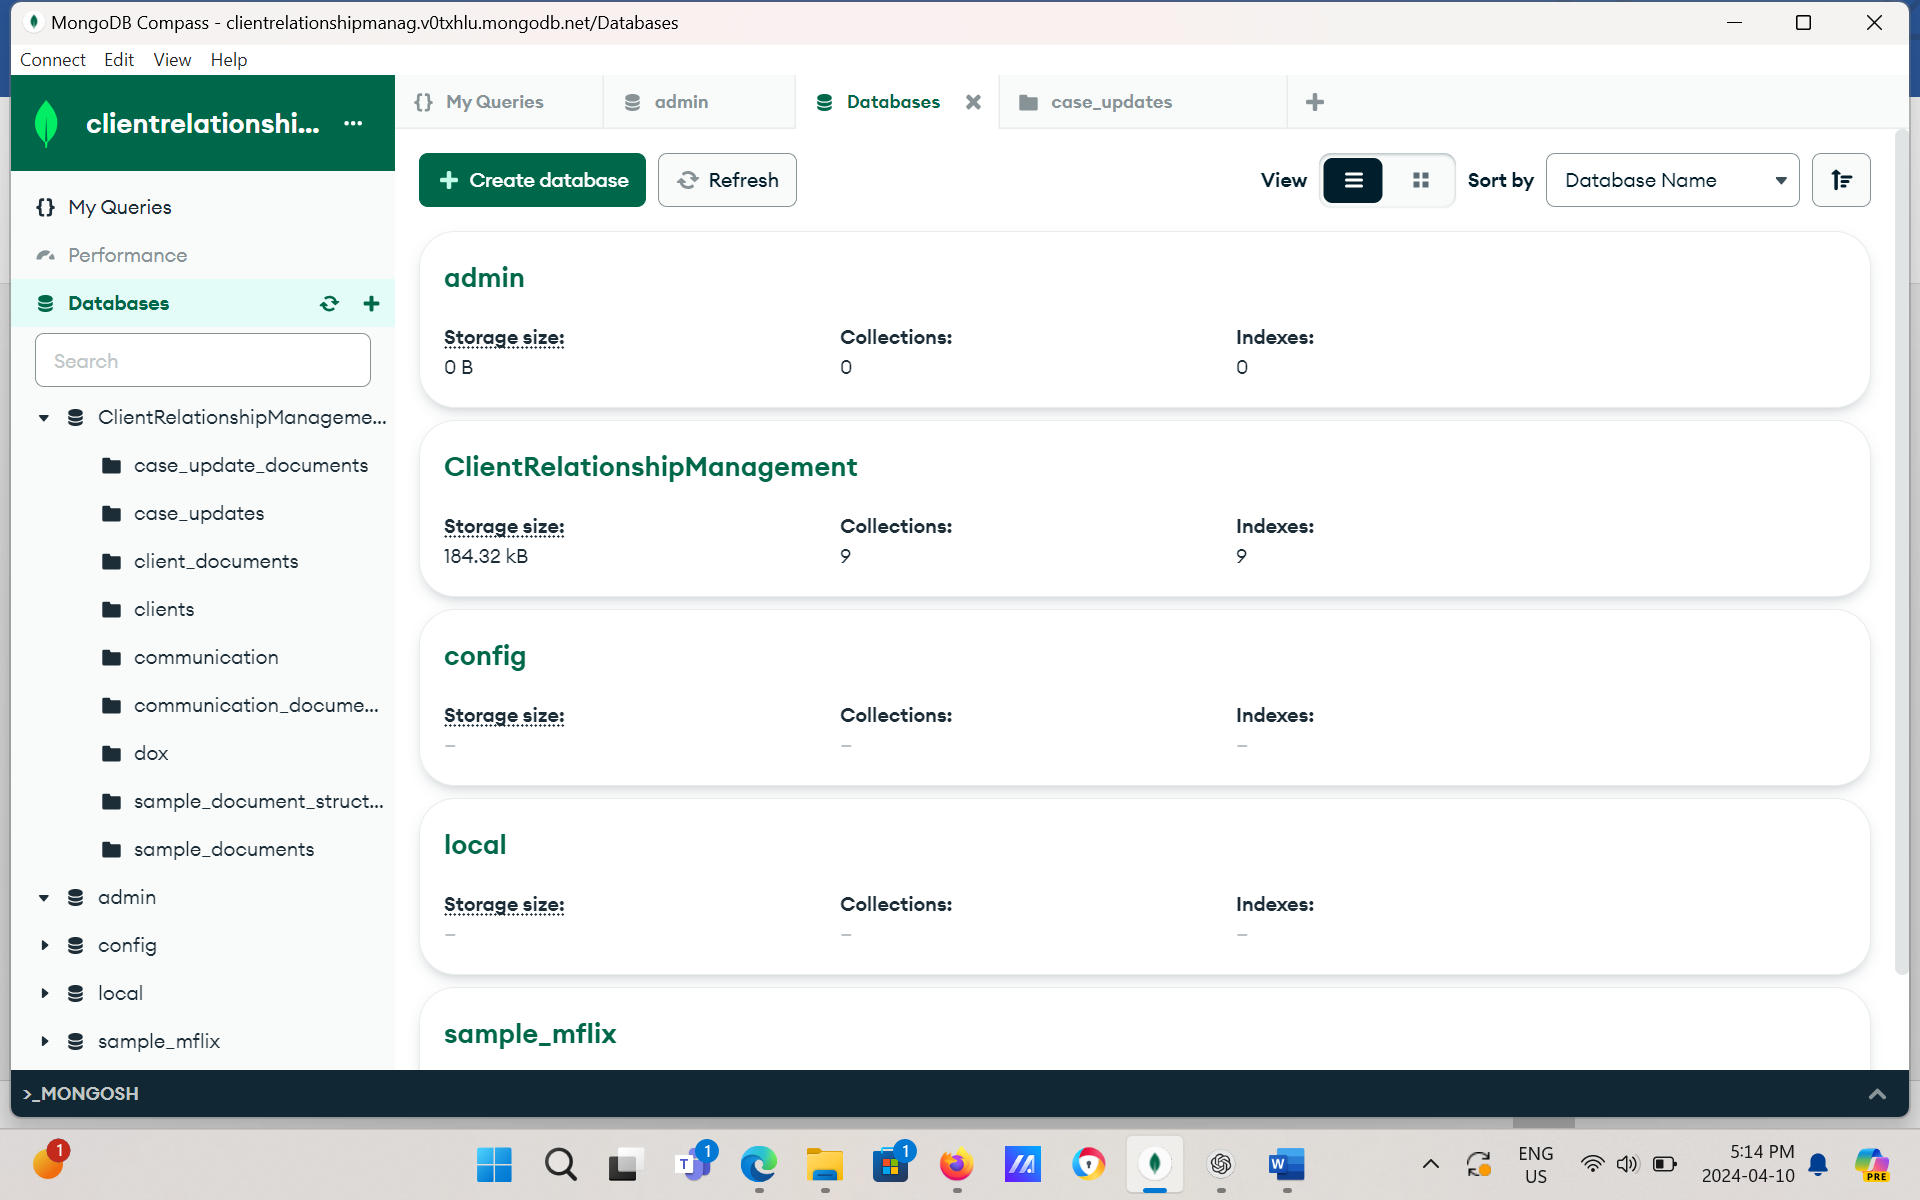 MongoDB Compass - clientrelationshipmanag.v0txhlu.mongodb.net/Databases
Connect Edit View Help
clientrelationshi... ...
{} My Queries
Performance
Databases
Search
ClientRelationshipManageme...
case_update_documents
case_updates
client_documents
clients
communication
communication_docume...
dox
sample_document_struct...
sample_documents
admin
config
local
sample_mflix
{} My Queries
admin
Databases
case_updates
Create database
Refresh
View
Sort by
Database Name
admin
Storage size: Collections: Indexes:
0 B 0 0
ClientRelationshipManagement
Storage size: Collections: Indexes:
184.32 kB 9 9
config
Storage size: Collections: Indexes:
– – –
local
Storage size: Collections: Indexes:
– – –
sample_mflix
>_MONGOSH
1
T 1
1
W
ENG
US
5:14 PM
2024-04-10
PRE